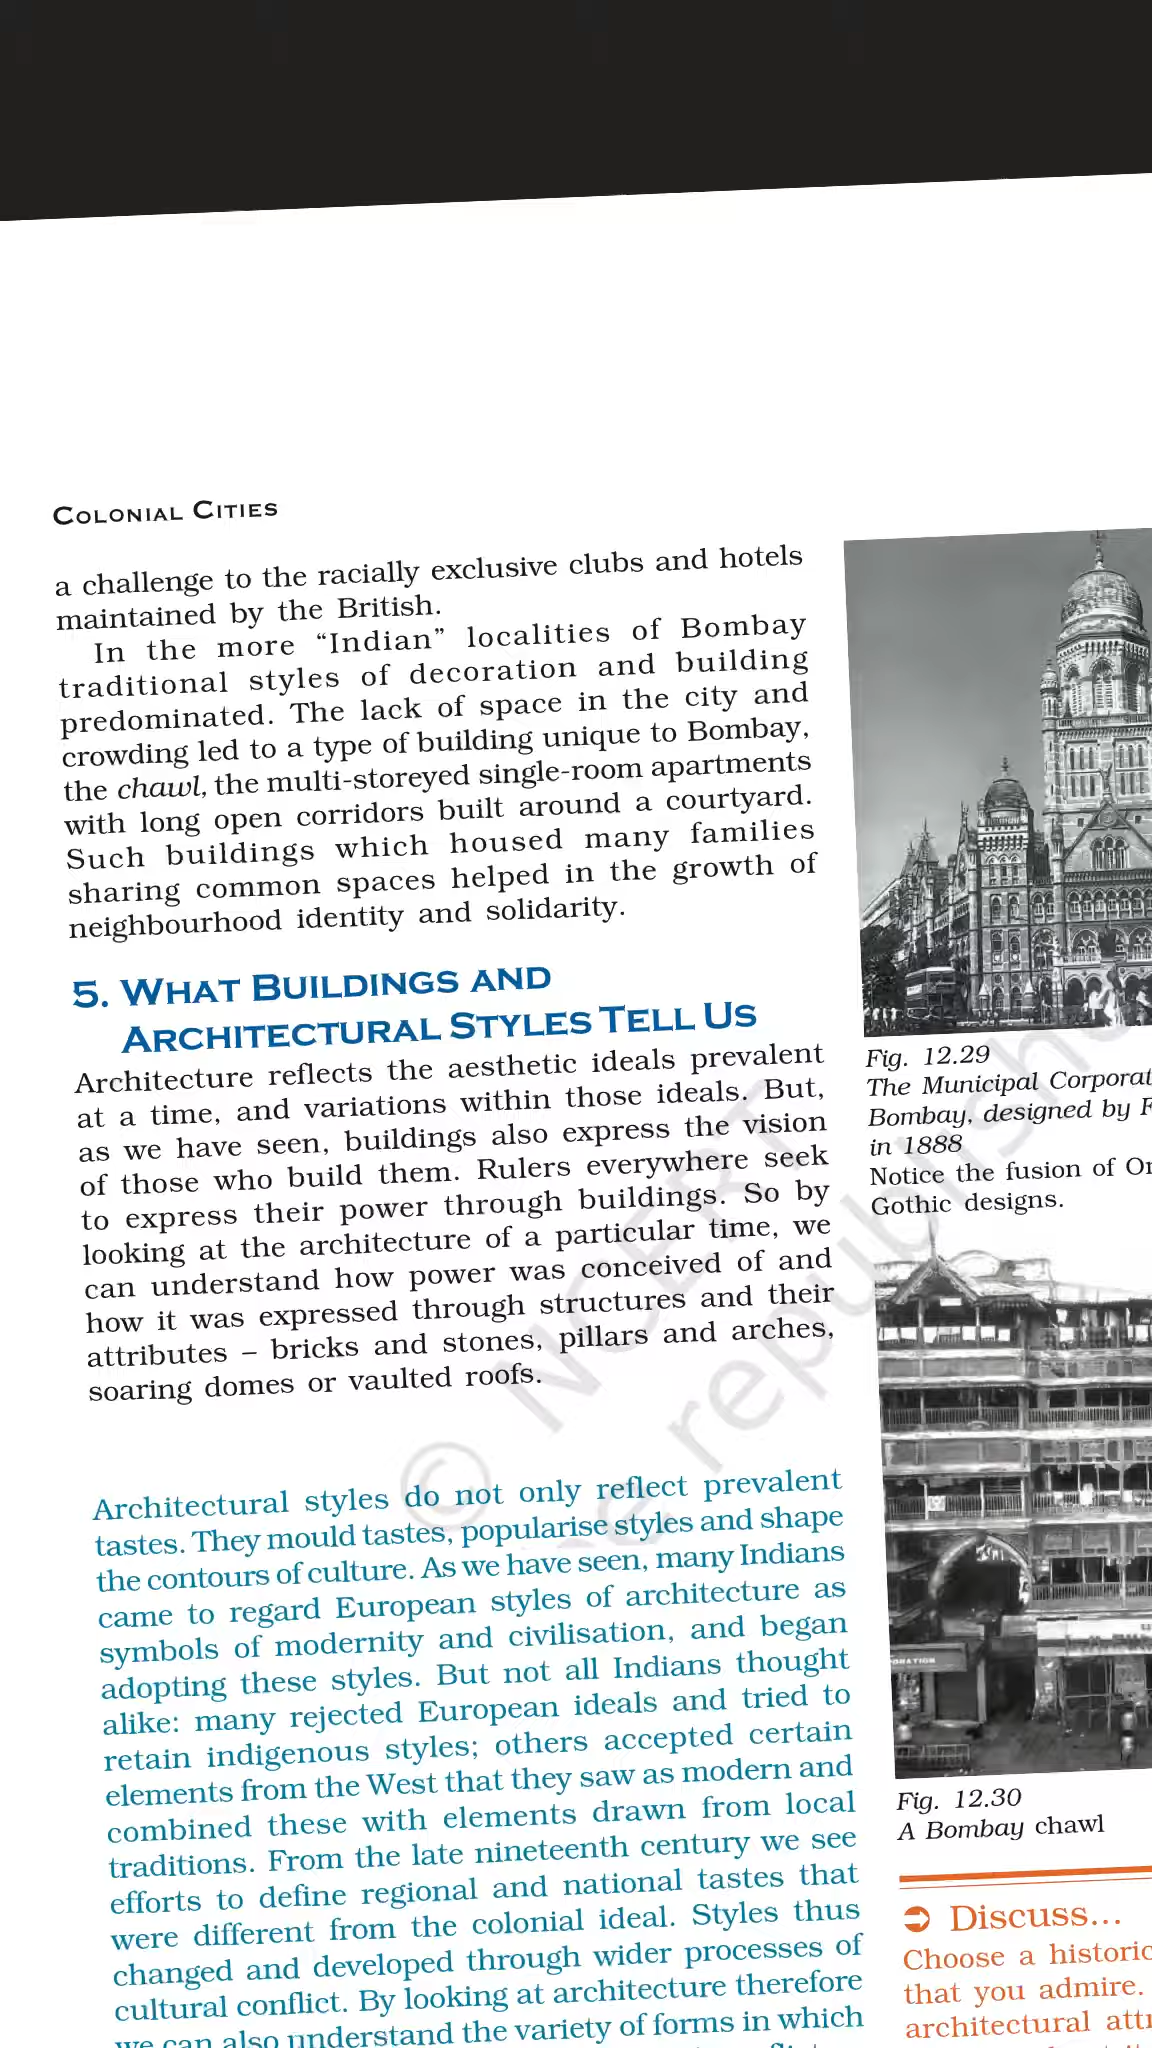 COLONIAL CITIES
a challenge to the racially exclusive clubs and hotels
maintained by the British.
In the more “Indian” localities of Bombay
traditional styles of decoration and building
predominated. The lack of space in the city and
crowding led to a type of building unique to Bombay,
the chawl, the multi-storeyed single-room apartments
with long open corridors built around a courtyard.
Such buildings which housed many families
sharing common spaces helped in the growth of
neighbourhood identity and solidarity.
5. WHAT BUILDINGS AND
ARCHITECTURAL STYLES TELL US
Architecture reflects the aesthetic ideals prevalent
at a time, and variations within those ideals. But,
as we have seen, buildings also express the vision
of those who build them. Rulers everywhere seek
to express their power through buildings. So by
looking at the architecture of a particular time, we
can understand how power was conceived of and
how it was expressed through structures and their
attributes – bricks and stones, pillars and arches,
soaring domes or vaulted roofs.
Architectural styles do not only reflect prevalent
tastes. They mould tastes, popularise styles and shape
the contours of culture. As we have seen, many Indians
came to regard European styles of architecture as
symbols of modernity and civilisation, and began
adopting these styles. But not all Indians thought
alike: many rejected European ideals and tried to
retain indigenous styles; others accepted certain
elements from the West that they saw as modern and
combined these with elements drawn from local
traditions. From the late nineteenth century we see
efforts to define regional and national tastes that
were different from the colonial ideal. Styles thus
changed and developed through wider processes of
cultural conflict. By looking at architecture therefore
we can also understand the variety of forms in which
Fig. 12.29
The Municipal Corporat
Bombay, designed by F
in 1888
Notice the fusion of Or
Gothic designs.
Fig. 12.30
A Bombay chawl
Discuss...
Choose a historic
that you admire.
architectural attr
© NCERT
republish